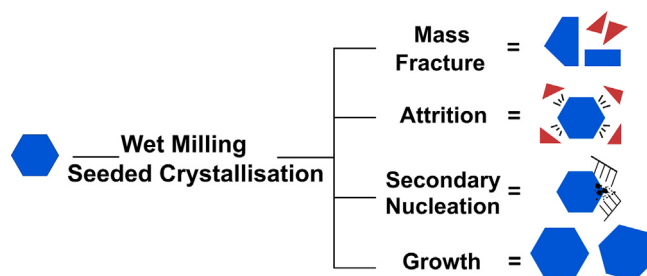 Mass
Fracture =
Attrition =
Wet Milling
Seeded Crystallisation
Secondary
Nucleation =
Growth =